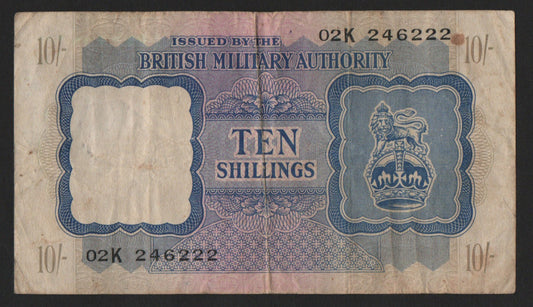 10/- ISSUED BY THE 02K 246222 10/-
BRITISH MILITARY AUTHORITY
TEN
SHILLINGS
02K 246222
10/- 10/-